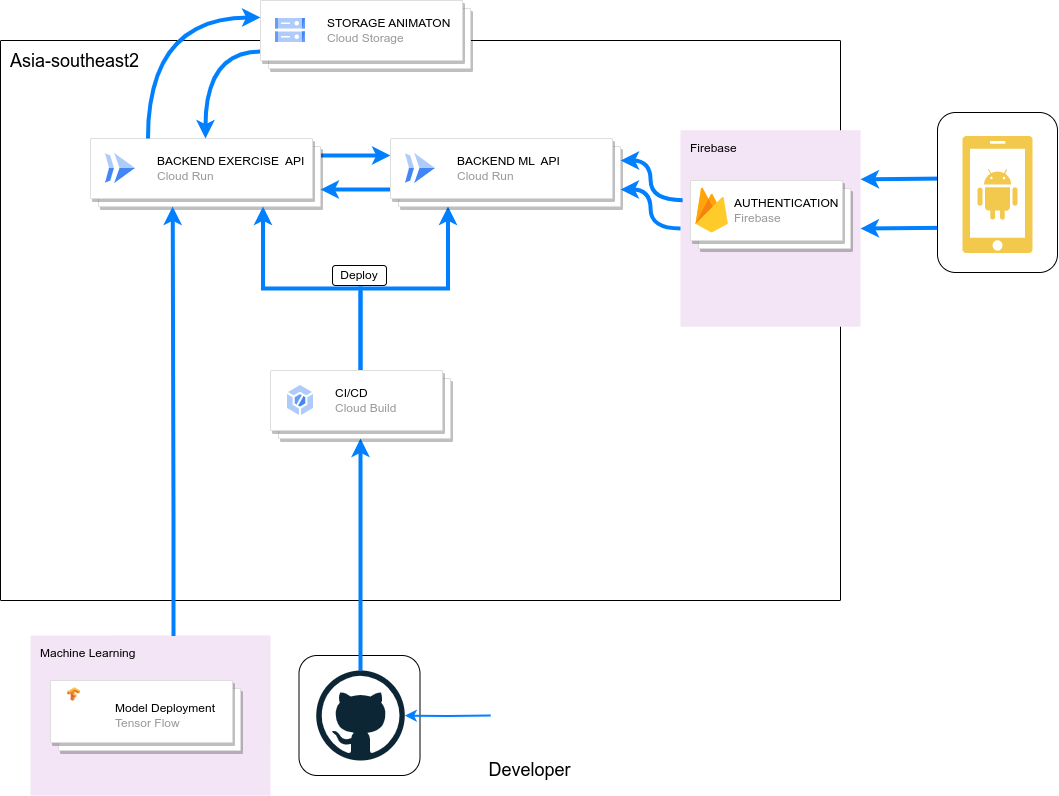 STORAGE ANIMATON
Cloud Storage
Asia-southeast2
BACKEND EXERCISE API
Cloud Run
BACKEND ML API
Cloud Run
Firebase
AUTHENTICATION
Firebase
Deploy
CI/CD
Cloud Build
Machine Learning
Model Deployment
Tensor Flow
Developer